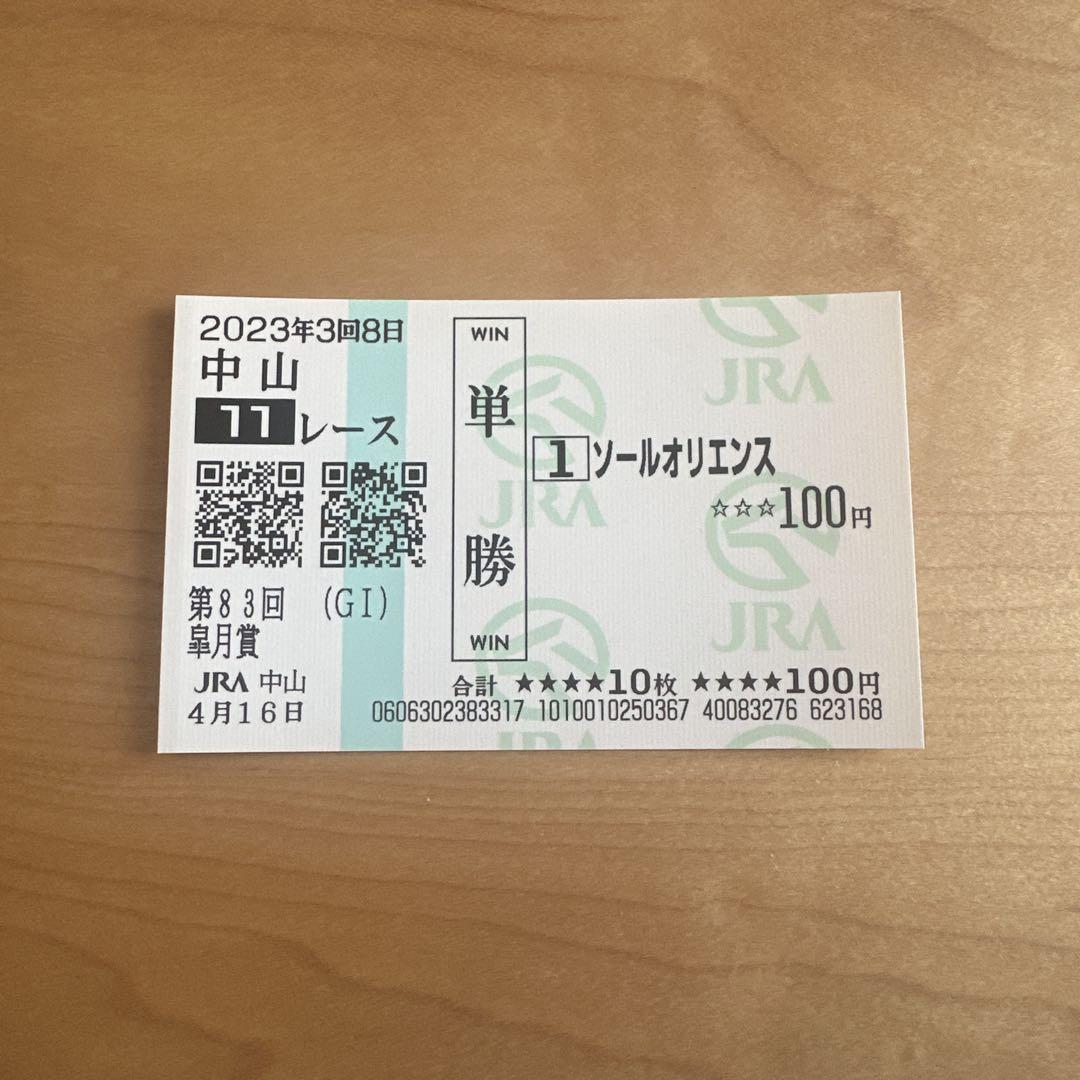 2023年3回8日
中山
11レース
第83回 (GI)
皐月賞
JRA 中山
4月16日
WIN
単勝
WIN
1 ソールオリエンス
☆☆☆100円
合計 ★★★★10枚 ★★★★100円
0606302383317 1010010250367 40083276 623168
JRA
JRA
JRA
JRA